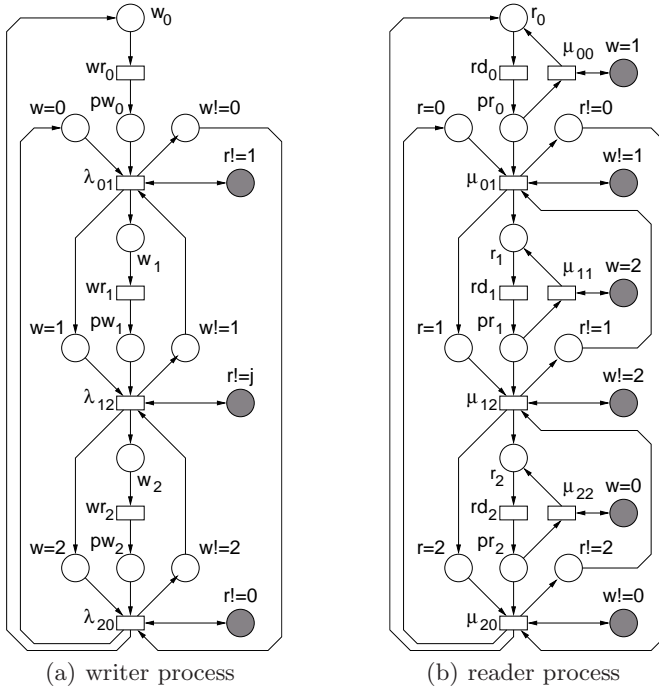 w0
wr0
w=0
pw0
w!=0
r!=1
λ01
w1
wr1
w=1
pw1
w!=1
r!=j
λ12
w2
wr2
w=2
pw2
w!=2
r!=0
λ20
(a) writer process
r0
μ00
w=1
rd0
r=0
pr0
r!=0
w!=1
μ01
r1
μ11
w=2
rd1
r=1
pr1
r!=1
w!=2
μ12
r2
μ22
w=0
rd2
r=2
pr2
r!=2
w!=0
μ20
(b) reader process